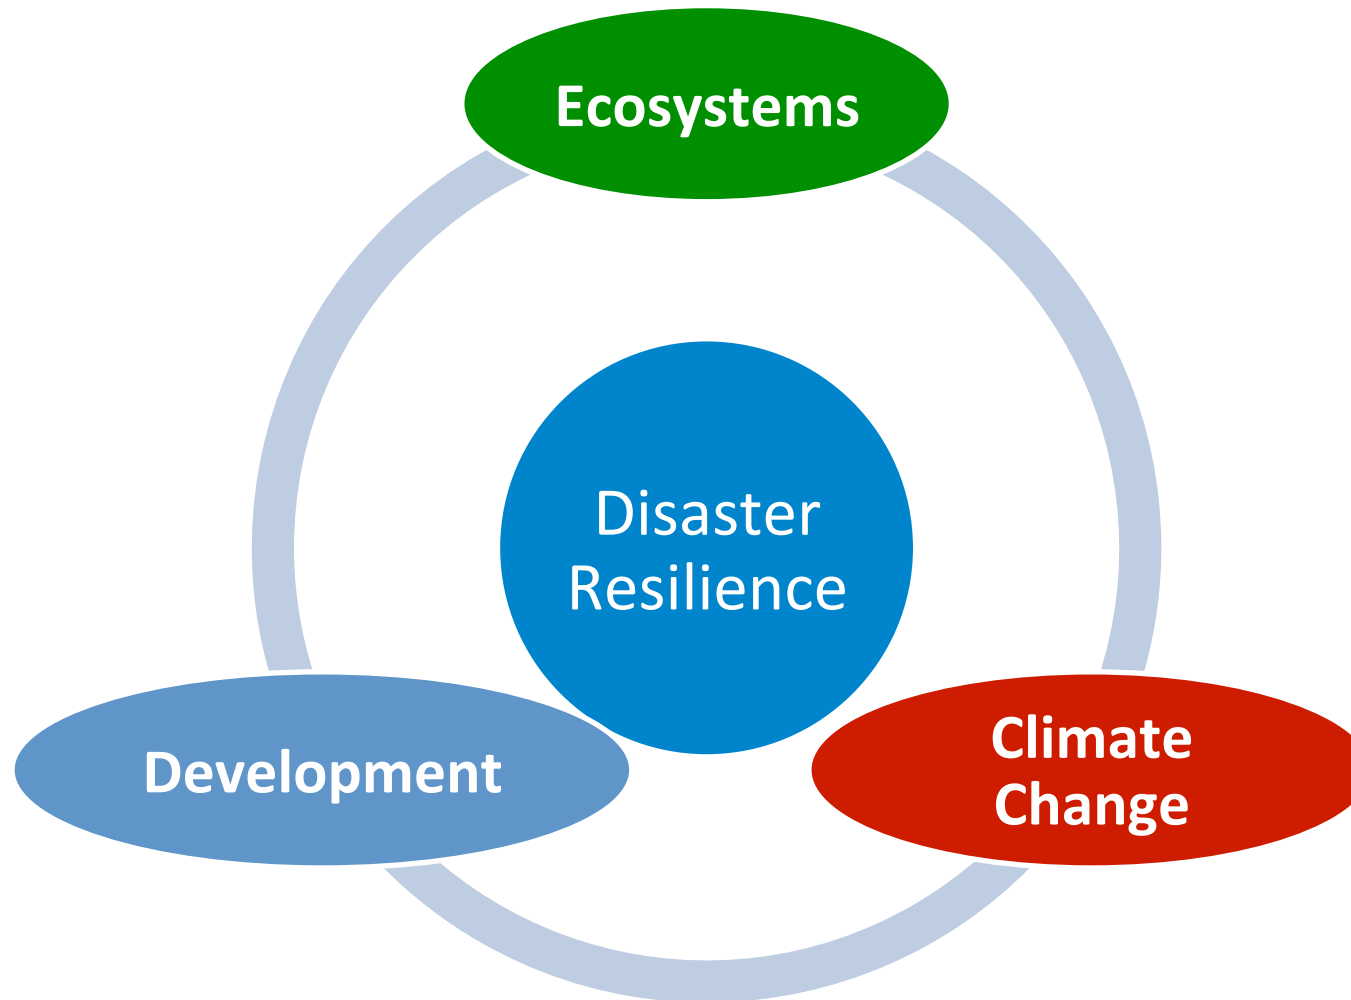 Ecosystems
Disaster
Resilience
Development
Climate
Change